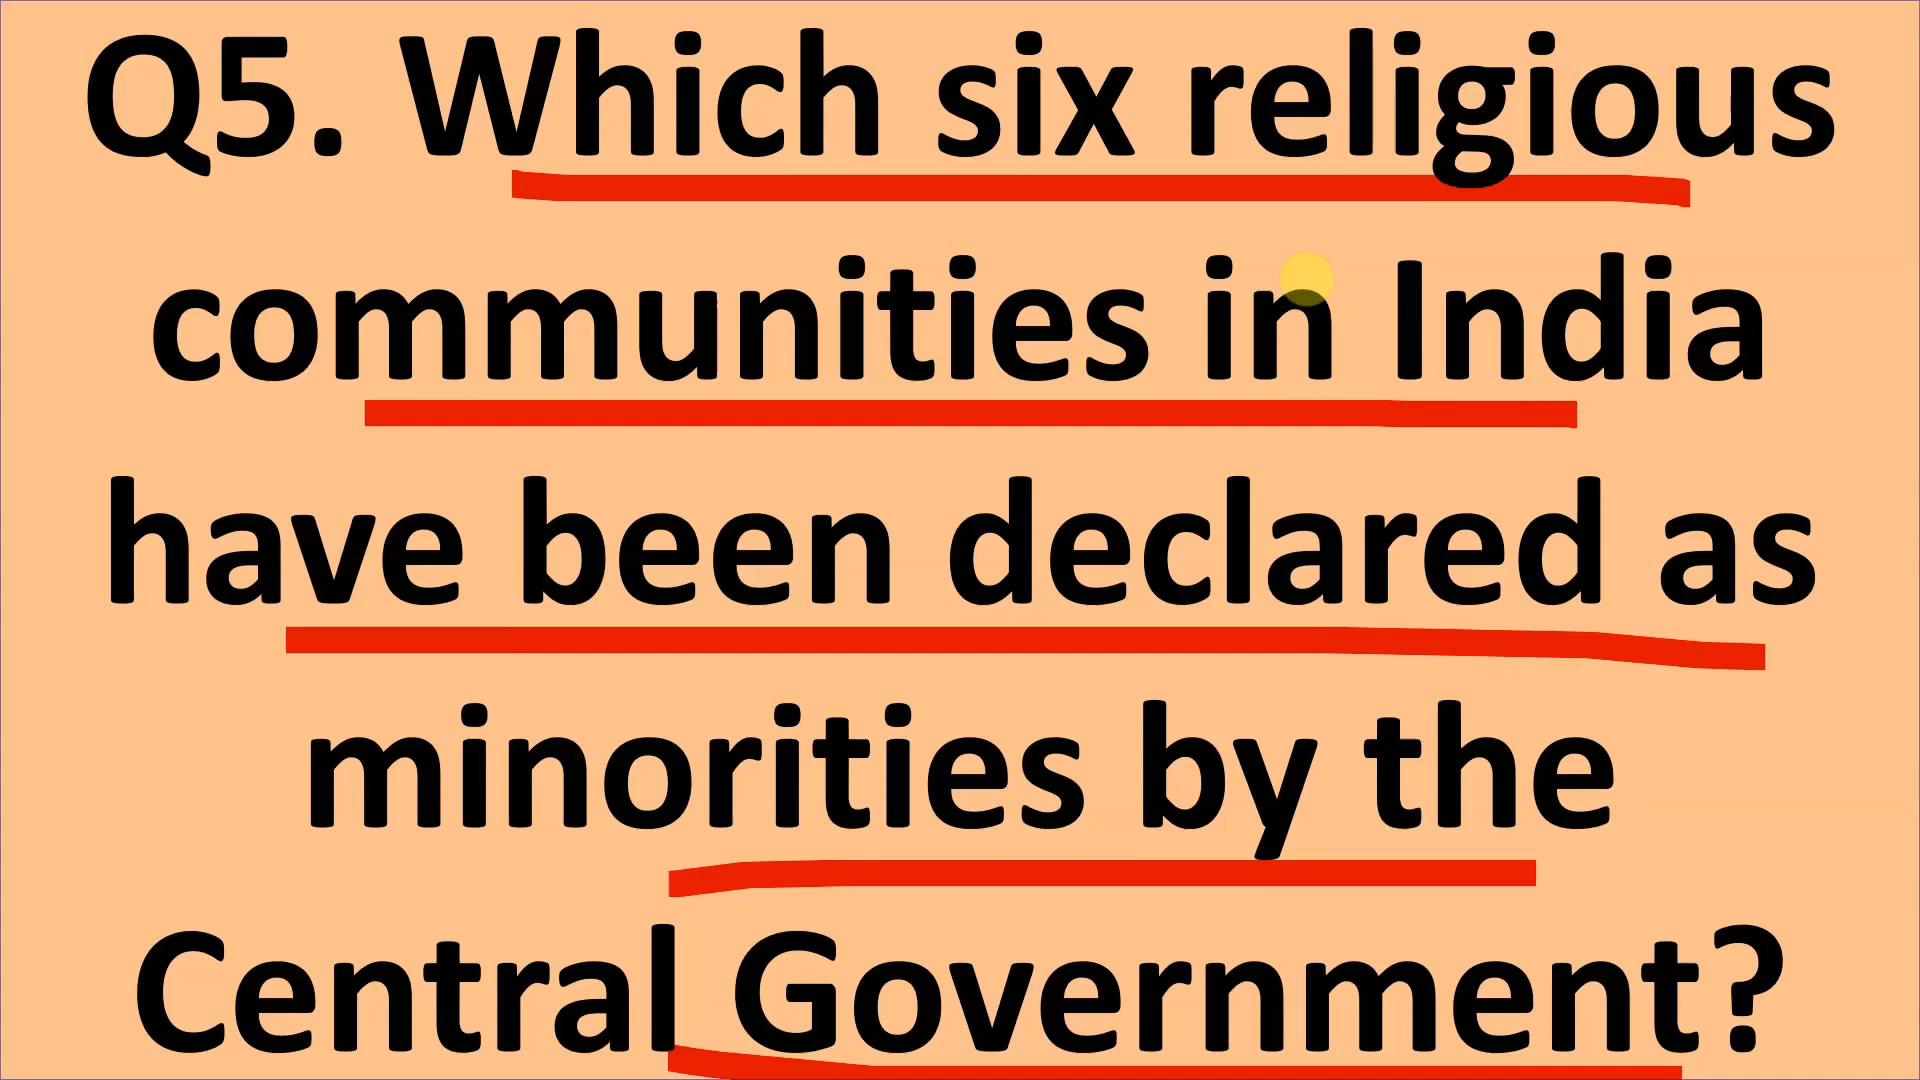 Q5. Which six religious
communities in India
have been declared as
minorities by the
Central Government?